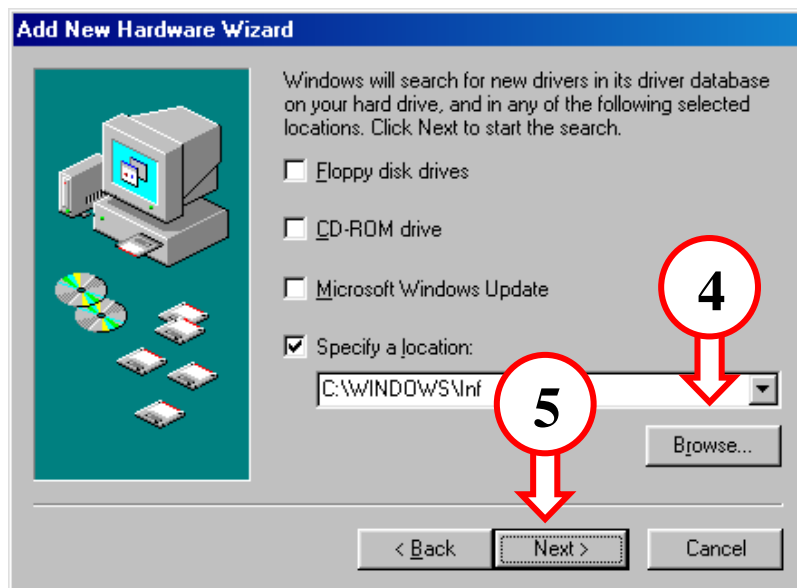 Add New Hardware Wizard
Windows will search for new drivers in its driver database
on your hard drive, and in any of the following selected
locations. Click Next to start the search.
Floppy disk drives
CD-ROM drive
Microsoft Windows Update
4
Specify a location:
C:\WINDOWS\Inf
5
Browse...
< Back
Next >
Cancel